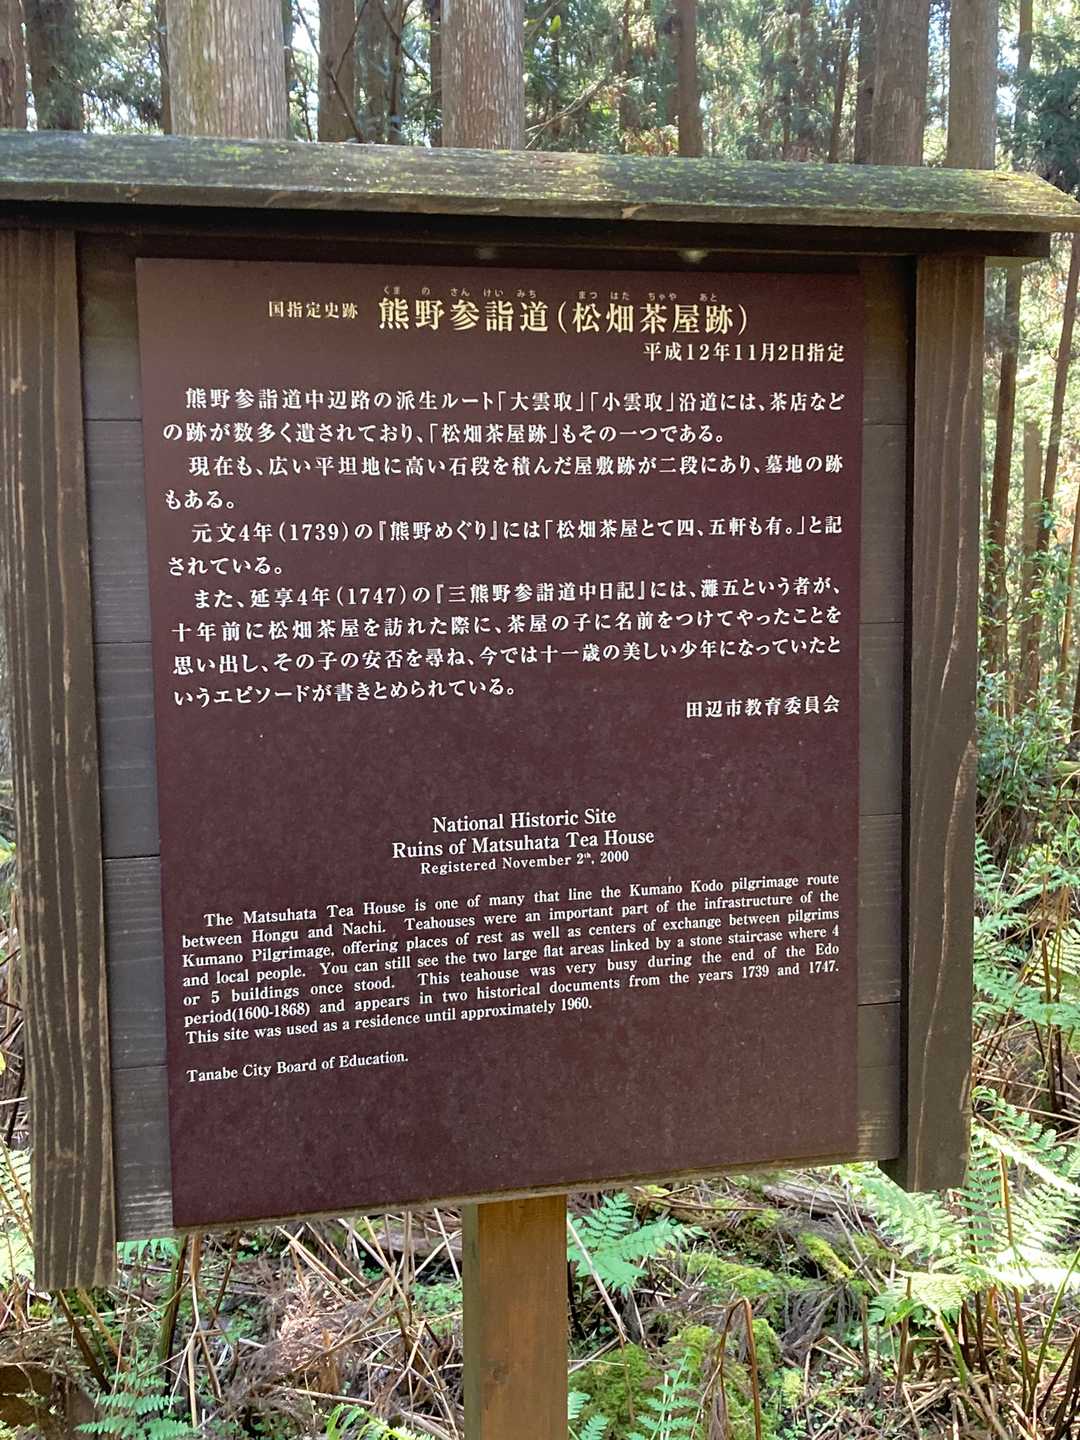 くまのさんけいみち まつはたちゃやあと
国指定史跡 熊野参詣道(松畑茶屋跡)
平成12年11月2日指定
熊野参詣道中辺路の派生ルート「大雲取」「小雲取」沿道には、茶店など
の跡が数多く遺されており、「松畑茶屋跡」もその一つである。
現在も、広い平坦地に高い石段を積んだ屋敷跡が二段にあり、墓地の跡
もある。
元文4年(1739)の『熊野めぐり』には「松畑茶屋とて四、五軒も有。」と記
されている。
また、延享4年(1747)の『三熊野参詣道中日記』には、灘五という者が、
十年前に松畑茶屋を訪れた際に、茶屋の子に名前をつけてやったことを
思い出し、その子の安否を尋ね、今では十一歳の美しい少年になっていたと
いうエピソードが書きとめられている。
田辺市教育委員会
National Historic Site
Ruins of Matsuhata Tea House
Registered November 2th, 2000
The Matsuhata Tea House is one of many that line the Kumano Kodo pilgrimage route
between Hongu and Nachi. Teahouses were an important part of the infrastructure of the
Kumano Pilgrimage, offering places of rest as well as centers of exchange between pilgrims
and local people. You can still see the two large flat areas linked by a stone staircase where 4
or 5 buildings once stood. This teahouse was very busy during the end of the Edo
period(1600-1868) and appears in two historical documents from the years 1739 and 1747.
This site was used as a residence until approximately 1960.
Tanabe City Board of Education.